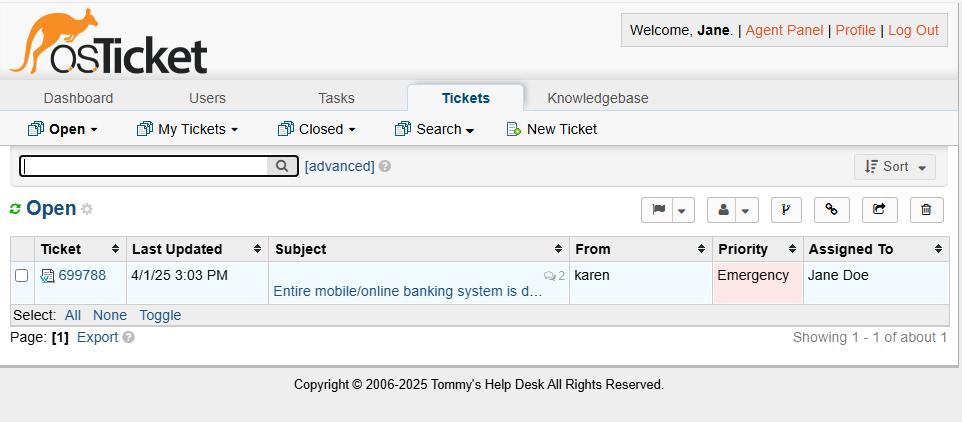 osTicket
Welcome, Jane. | Agent Panel | Profile | Log Out
Dashboard Users Tasks Tickets Knowledgebase
Open My Tickets Closed Search New Ticket
[advanced] ? Sort
Open
Ticket Last Updated Subject From Priority Assigned To
699788 4/1/25 3:03 PM 2 karen Emergency Jane Doe
Entire mobile/online banking system is d…
Select: All None Toggle
Page: [1] Export ? Showing 1 - 1 of about 1
Copyright © 2006-2025 Tommy's Help Desk All Rights Reserved.